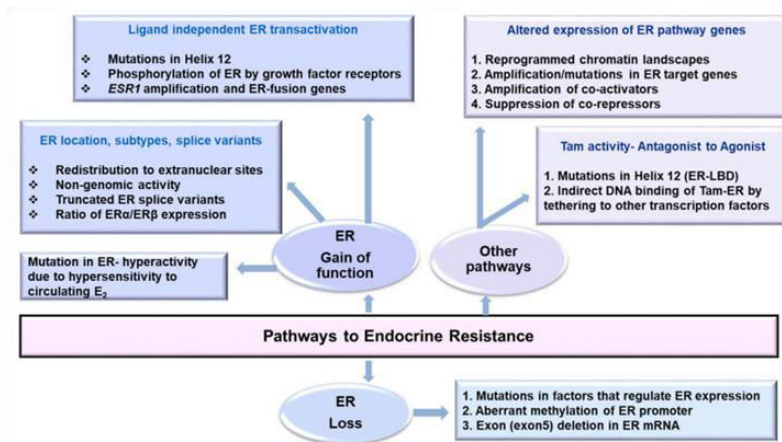 Ligand independent ER transactivation
❖ Mutations in Helix 12
❖ Phosphorylation of ER by growth factor receptors
❖ ESR1 amplification and ER-fusion genes
Altered expression of ER pathway genes
1. Reprogrammed chromatin landscapes
2. Amplification/mutations in ER target genes
3. Amplification of co-activators
4. Suppression of co-repressors
ER location, subtypes, splice variants
❖ Redistribution to extranuclear sites
❖ Non-genomic activity
❖ Truncated ER splice variants
❖ Ratio of ERα/ERβ expression
Tam activity- Antagonist to Agonist
1. Mutations in Helix 12 (ER-LBD)
2. Indirect DNA binding of Tam-ER by
tethering to other transcription factors
Mutation in ER- hyperactivity
due to hypersensitivity to
circulating E₂
ER
Gain of
function
Other
pathways
Pathways to Endocrine Resistance
ER
Loss
1. Mutations in factors that regulate ER expression
2. Aberrant methylation of ER promoter
3. Exon (exon5) deletion in ER mRNA